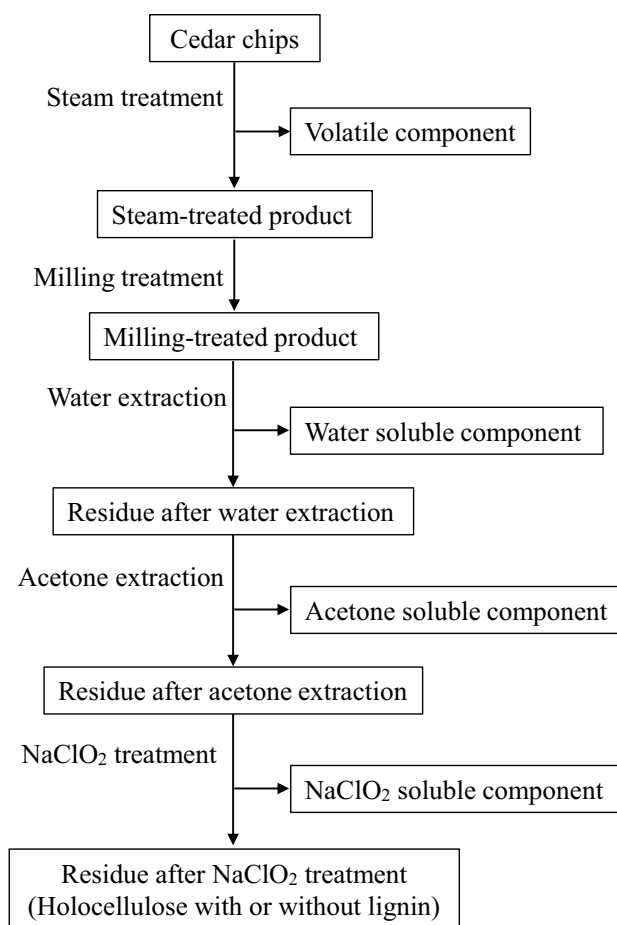 Cedar chips
Steam treatment
Volatile component
Steam-treated product
Milling treatment
Milling-treated product
Water extraction
Water soluble component
Residue after water extraction
Acetone extraction
Acetone soluble component
Residue after acetone extraction
NaClO₂ treatment
NaClO₂ soluble component
Residue after NaClO₂ treatment
(Holocellulose with or without lignin)